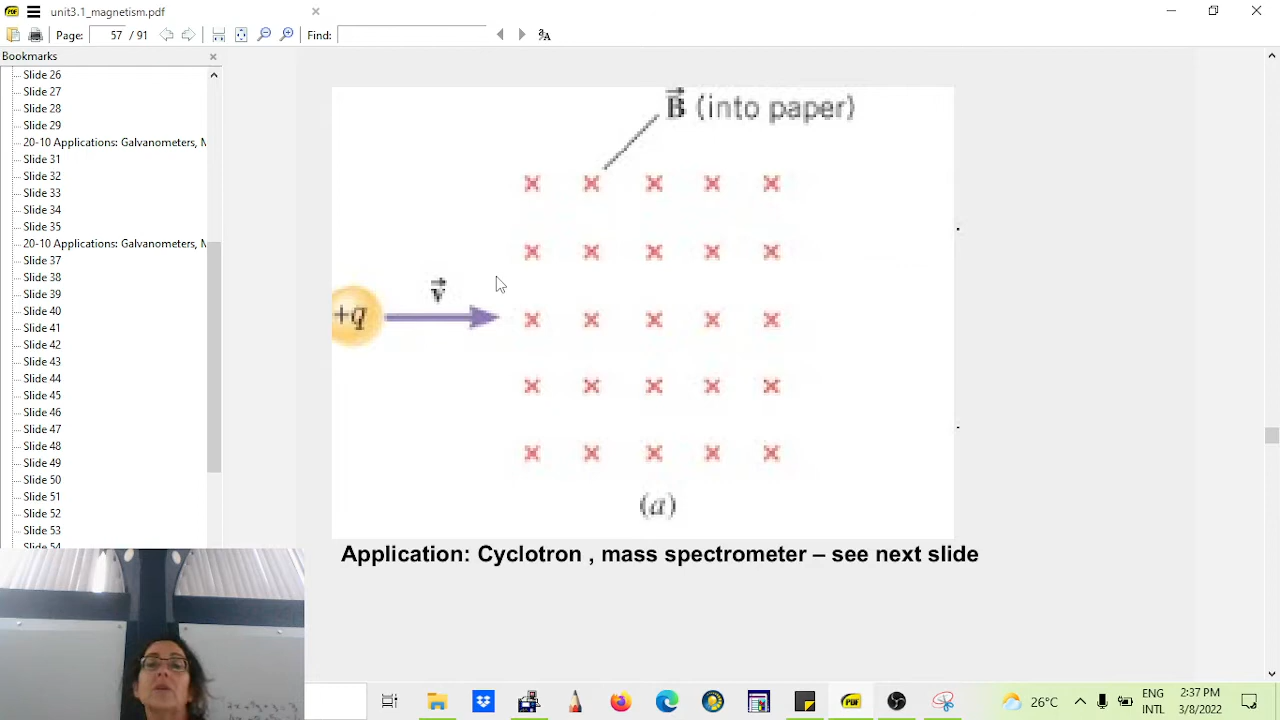 unit3.1_magnetism.pdf
Page: 57 / 91 Find:
Bookmarks
Slide 26
Slide 27
Slide 28
Slide 29
20-10 Applications: Galvanometers, M
Slide 31
Slide 32
Slide 33
Slide 34
Slide 35
20-10 Applications: Galvanometers, M
Slide 37
Slide 38
Slide 39
Slide 40
Slide 41
Slide 42
Slide 43
Slide 44
Slide 45
Slide 46
Slide 47
Slide 48
Slide 49
Slide 50
Slide 51
Slide 52
Slide 53
Slide 54
B (into paper)
v
+q
(a)
Application: Cyclotron , mass spectrometer – see next slide
26°C
ENG
INTL
2:37 PM
3/8/2022